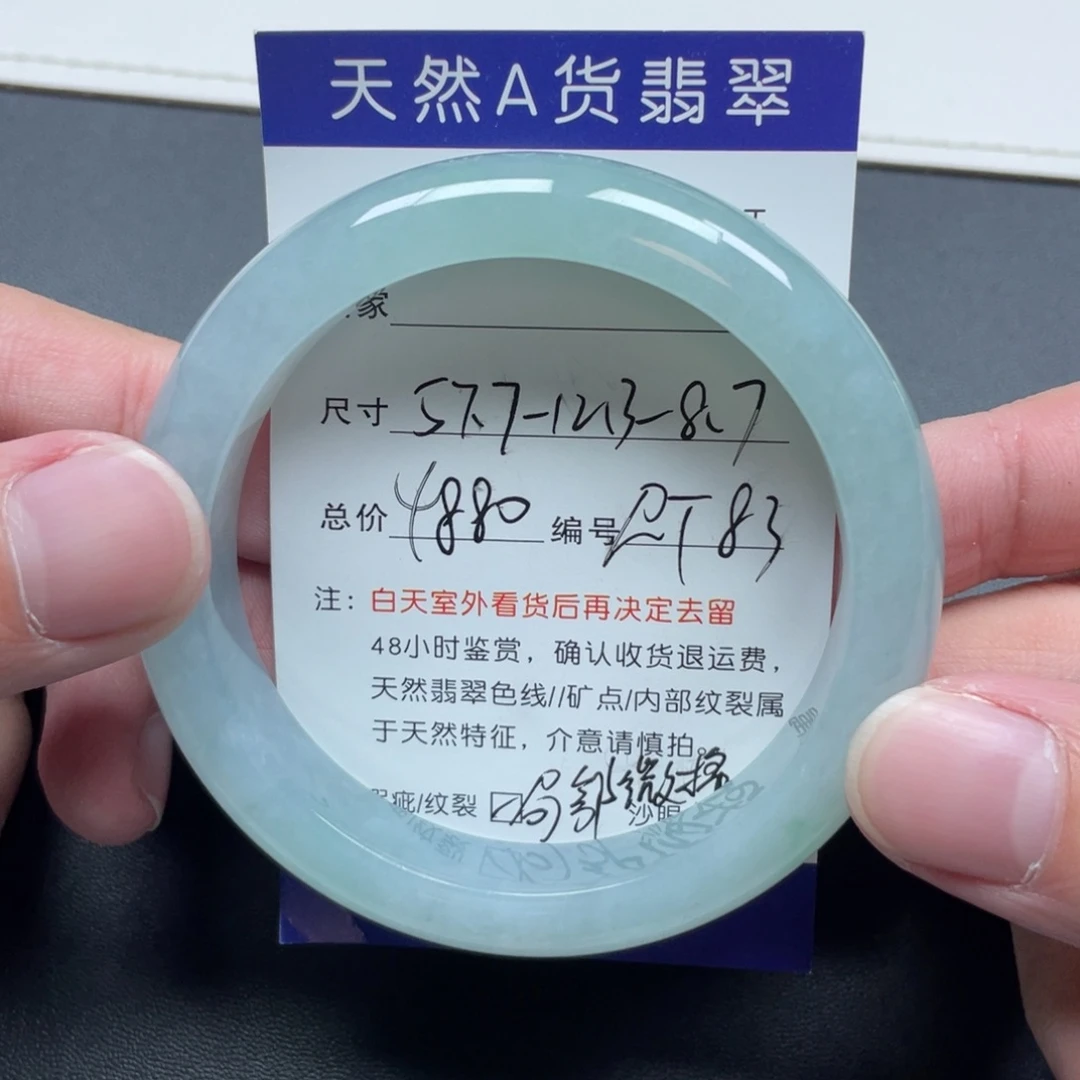 天然A货翡翠
家
尺寸 57.7-12.3-8.7
总价 4880 编号 RT83
注：白天室外看货后再决定去留
48小时鉴赏，确认收货退运费，
天然翡翠色线//矿点/内部纹裂属
于天然特征，介意请慎拍。
疵/纹裂 局部微
沙眼